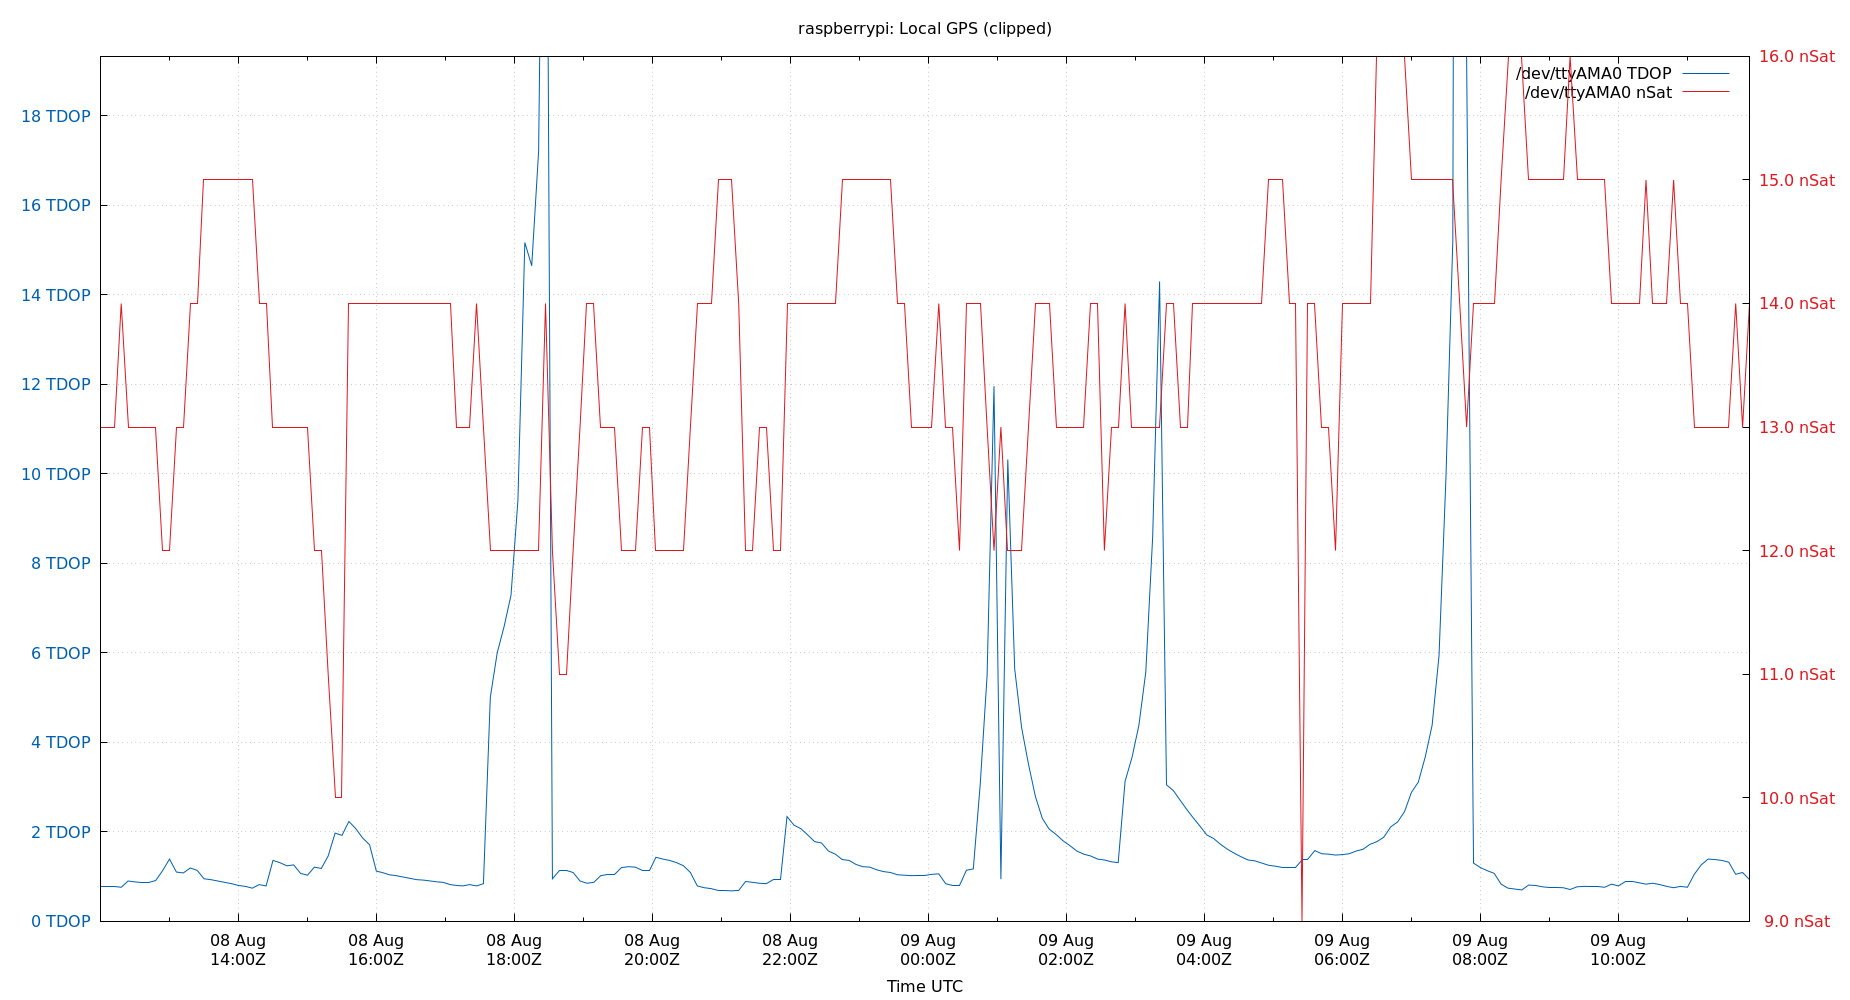 raspberrypi: Local GPS (clipped)
16.0 nSat
/dev/ttyAMA0 TDOP
/dev/ttyAMA0 nSat
18 TDOP
15.0 nSat
16 TDOP
14 TDOP
14.0 nSat
12 TDOP
13.0 nSat
10 TDOP
12.0 nSat
8 TDOP
6 TDOP
11.0 nSat
4 TDOP
10.0 nSat
2 TDOP
0 TDOP
9.0 nSat
08 Aug 08 Aug 08 Aug 08 Aug 08 Aug 09 Aug 09 Aug 09 Aug 09 Aug 09 Aug 09 Aug
14:00Z 16:00Z 18:00Z 20:00Z 22:00Z 00:00Z 02:00Z 04:00Z 06:00Z 08:00Z 10:00Z
Time UTC